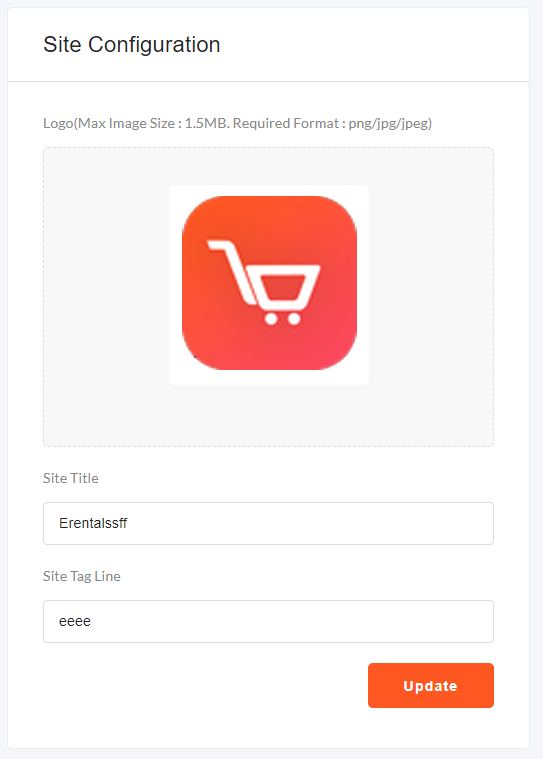 Site Configuration
Logo(Max Image Size : 1.5MB. Required Format : png/jpg/jpeg)
Site Title
Erentalssff
Site Tag Line
eeee
Update